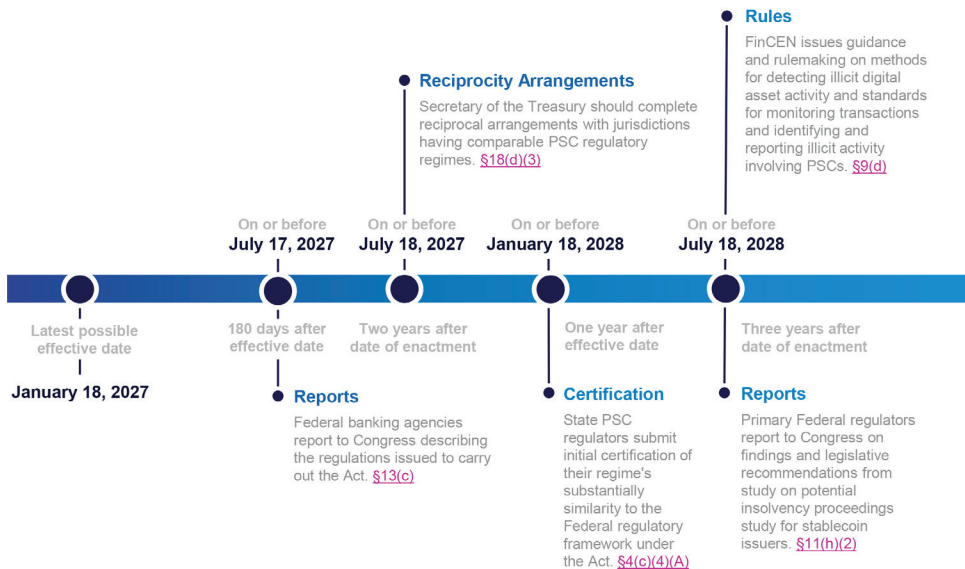 Rules
FinCEN issues guidance
and rulemaking on methods
for detecting illicit digital
asset activity and standards
for monitoring transactions
and identifying and
reporting illicit activity
involving PSCs. §9(d)
Reciprocity Arrangements
Secretary of the Treasury should complete
reciprocal arrangements with jurisdictions
having comparable PSC regulatory
regimes. §18(d)(3)
On or before
July 17, 2027
On or before
July 18, 2027
On or before
January 18, 2028
On or before
July 18, 2028
Latest possible
effective date
January 18, 2027
180 days after
effective date
Two years after
date of enactment
One year after
effective date
Three years after
date of enactment
Reports
Federal banking agencies
report to Congress describing
the regulations issued to carry
out the Act. §13(c)
Certification
State PSC
regulators submit
initial certification of
their regime's
substantially
similarity to the
Federal regulatory
framework under
the Act. §4(c)(4)(A)
Reports
Primary Federal regulators
report to Congress on
findings and legislative
recommendations from
study on potential
insolvency proceedings
study for stablecoin
issuers. §11(h)(2)